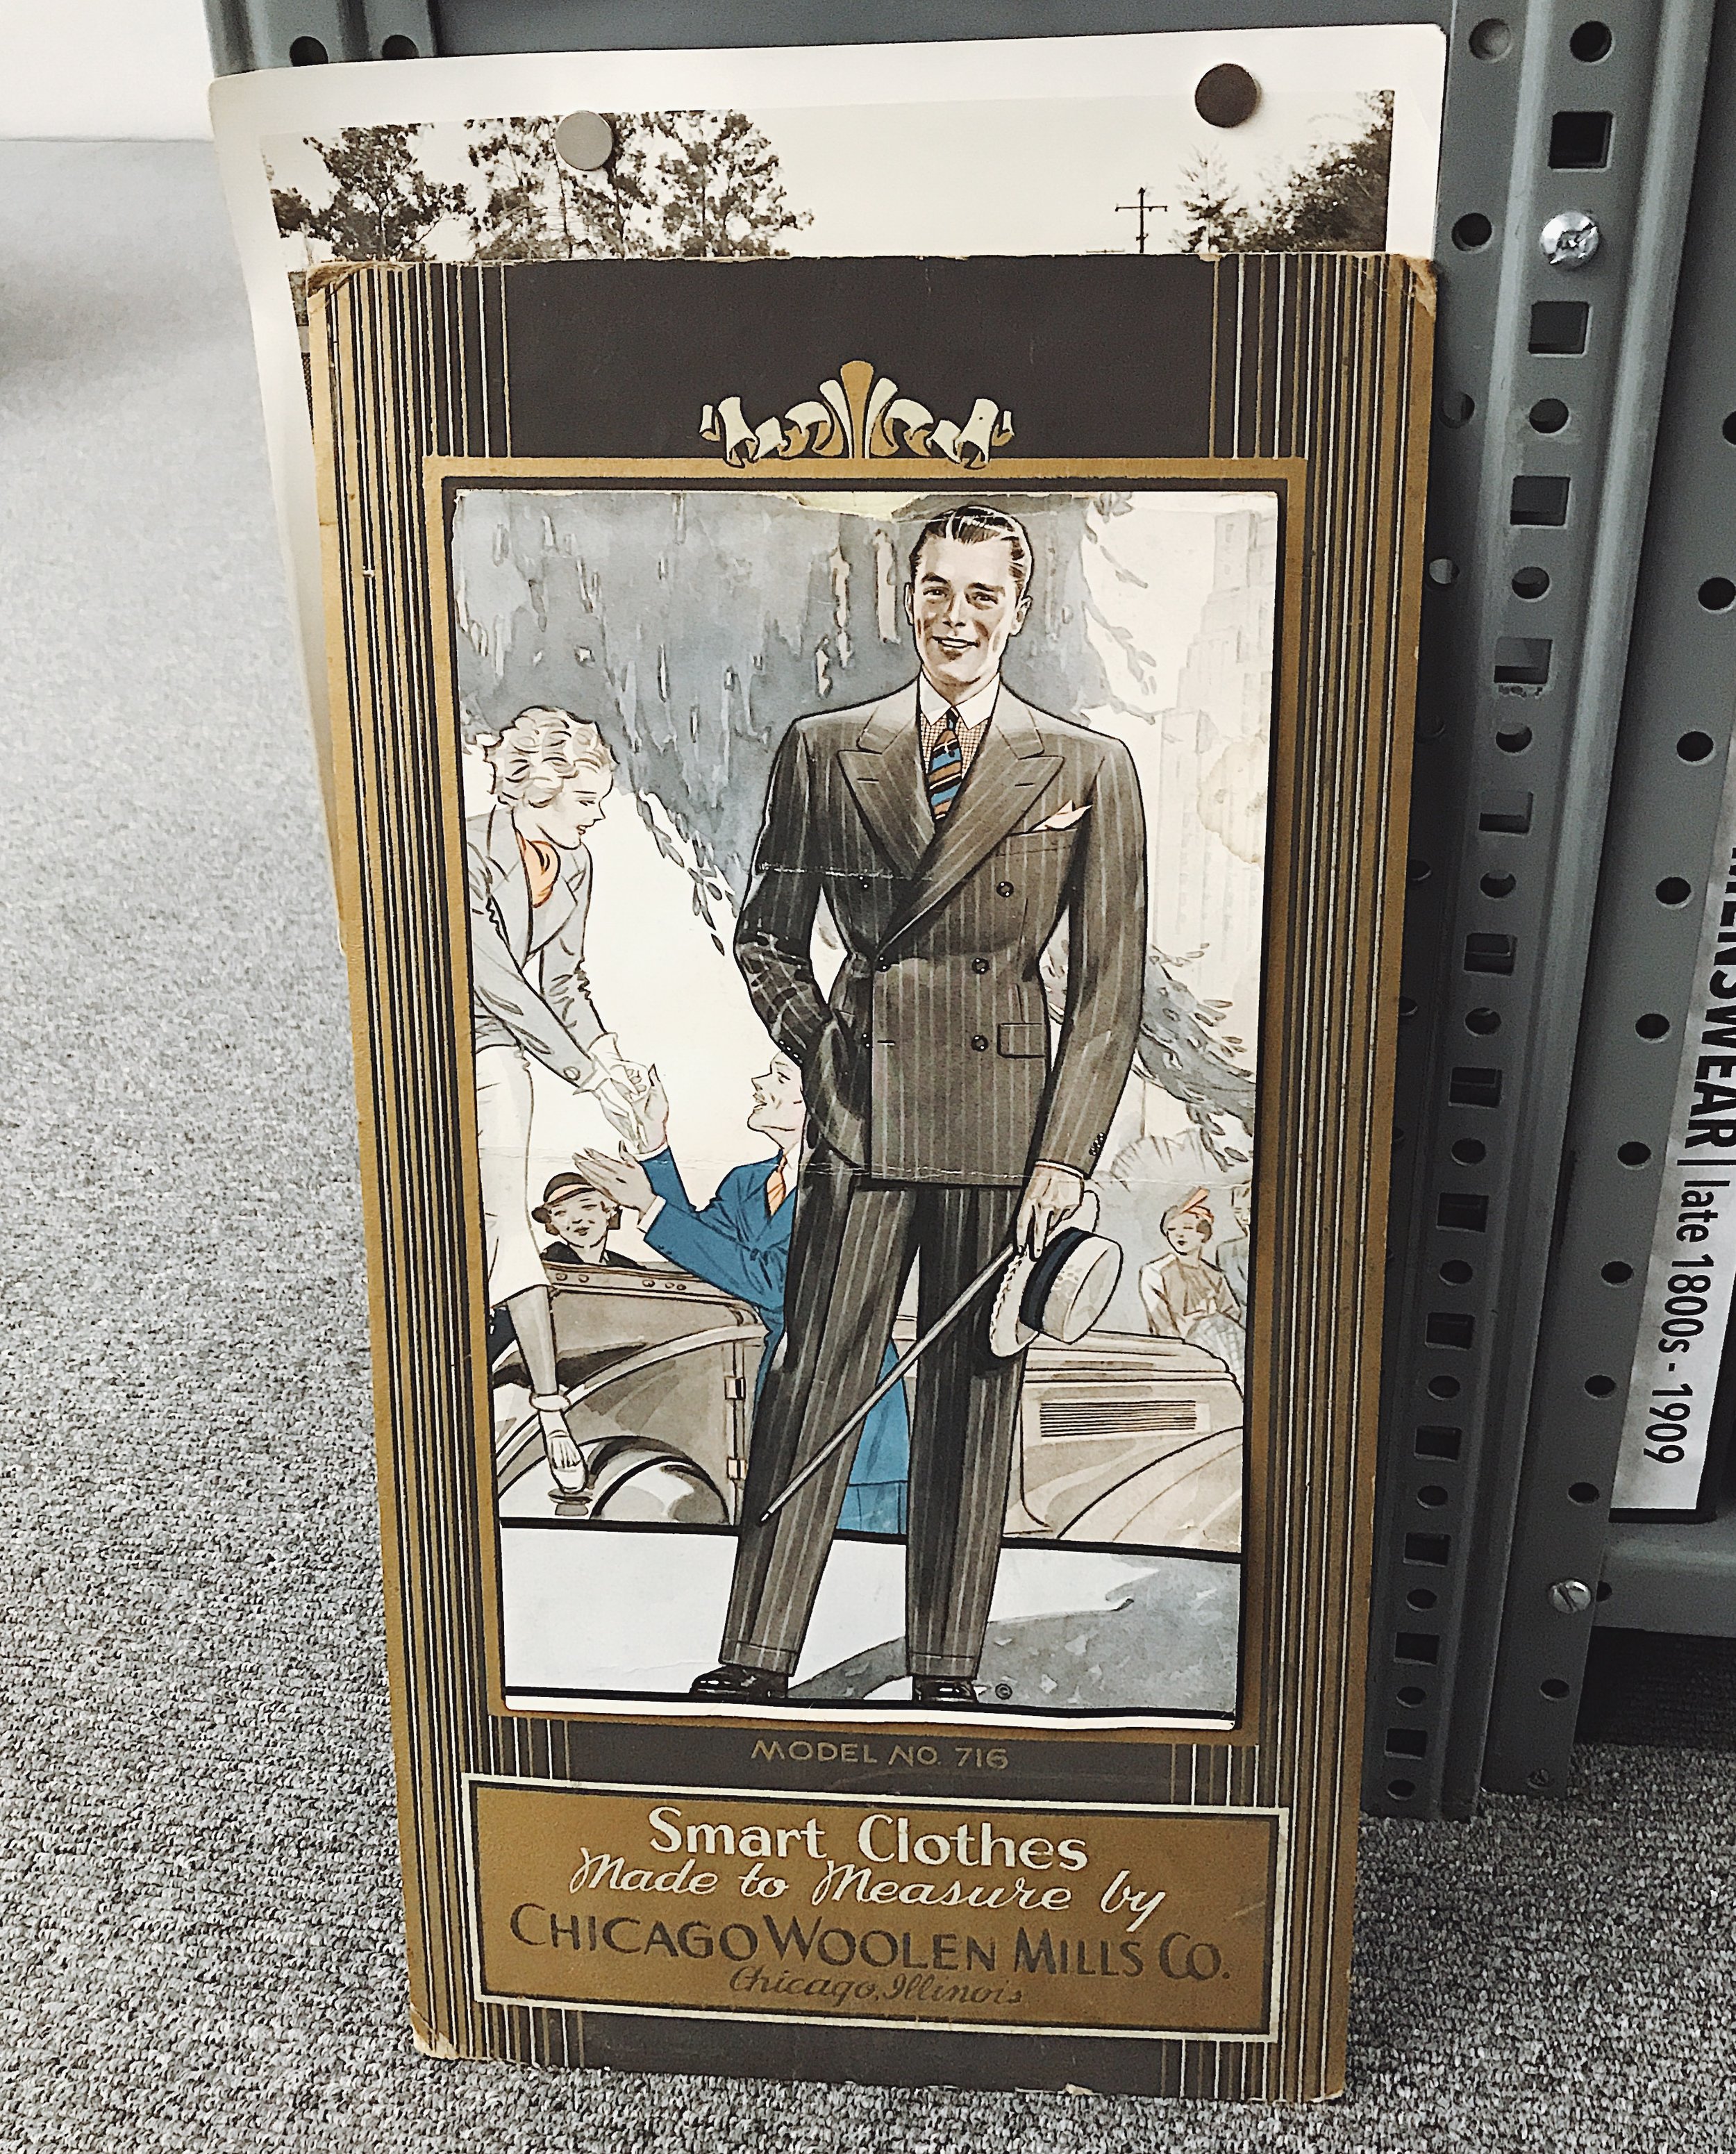 MODEL NO. 716
Smart Clothes
Made to Measure by
CHICAGO WOOLEN MILLS CO.
Chicago, Illinois
©
MENSWEAR | late 1800s - 1909